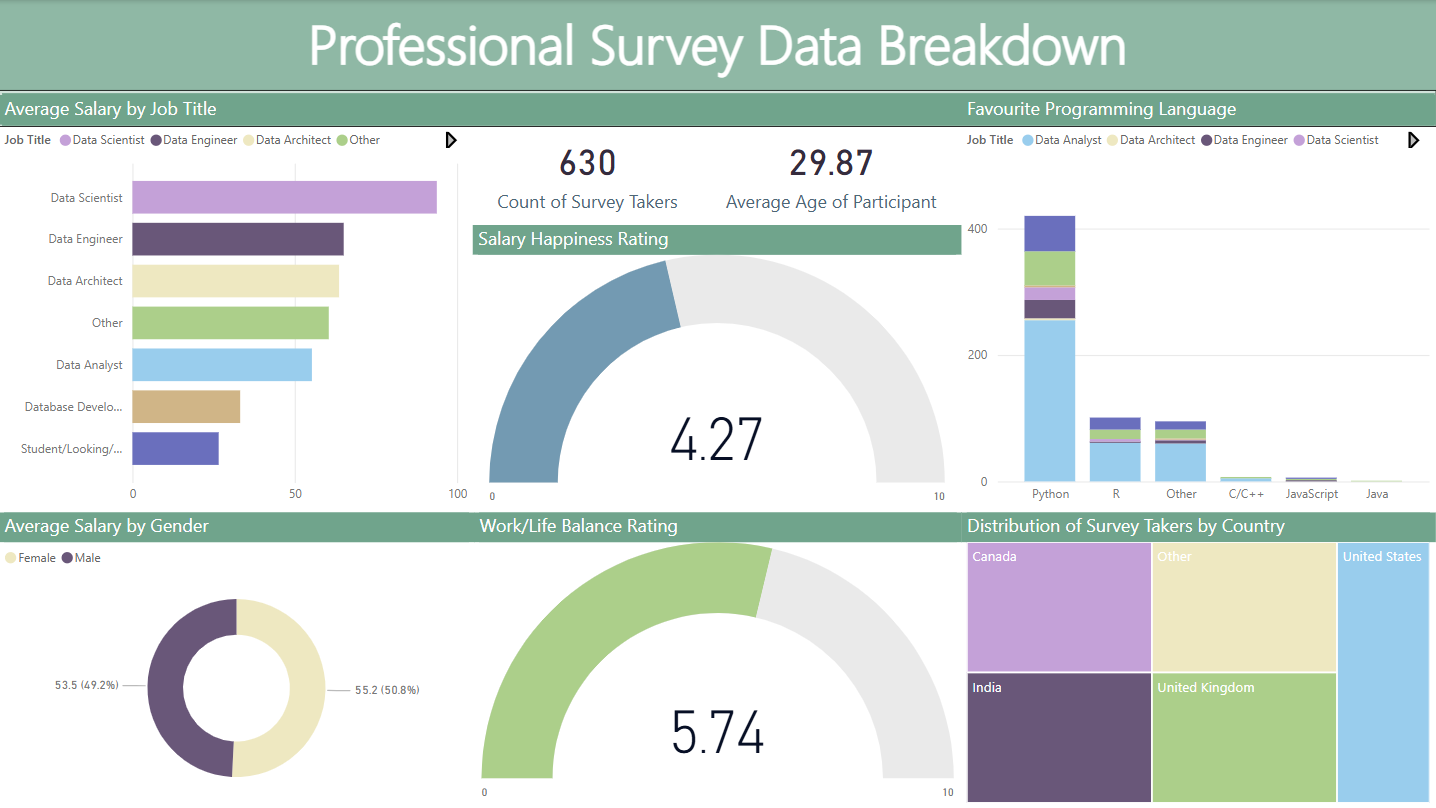 Professional Survey Data Breakdown
Average Salary by Job Title
Job Title Data Scientist Data Engineer Data Architect Other
Data Scientist
Data Engineer
Data Architect
Other
Data Analyst
Database Develo...
Student/Looking/...
0 50 100
630
Count of Survey Takers
29.87
Average Age of Participant
Salary Happiness Rating
4.27
0 10
Favourite Programming Language
Job Title Data Analyst Data Architect Data Engineer Data Scientist
400
200
0
Python R Other C/C++ JavaScript Java
Average Salary by Gender
Female Male
53.5 (49.2%)
55.2 (50.8%)
Work/Life Balance Rating
5.74
0 10
Distribution of Survey Takers by Country
Canada Other United States
India United Kingdom